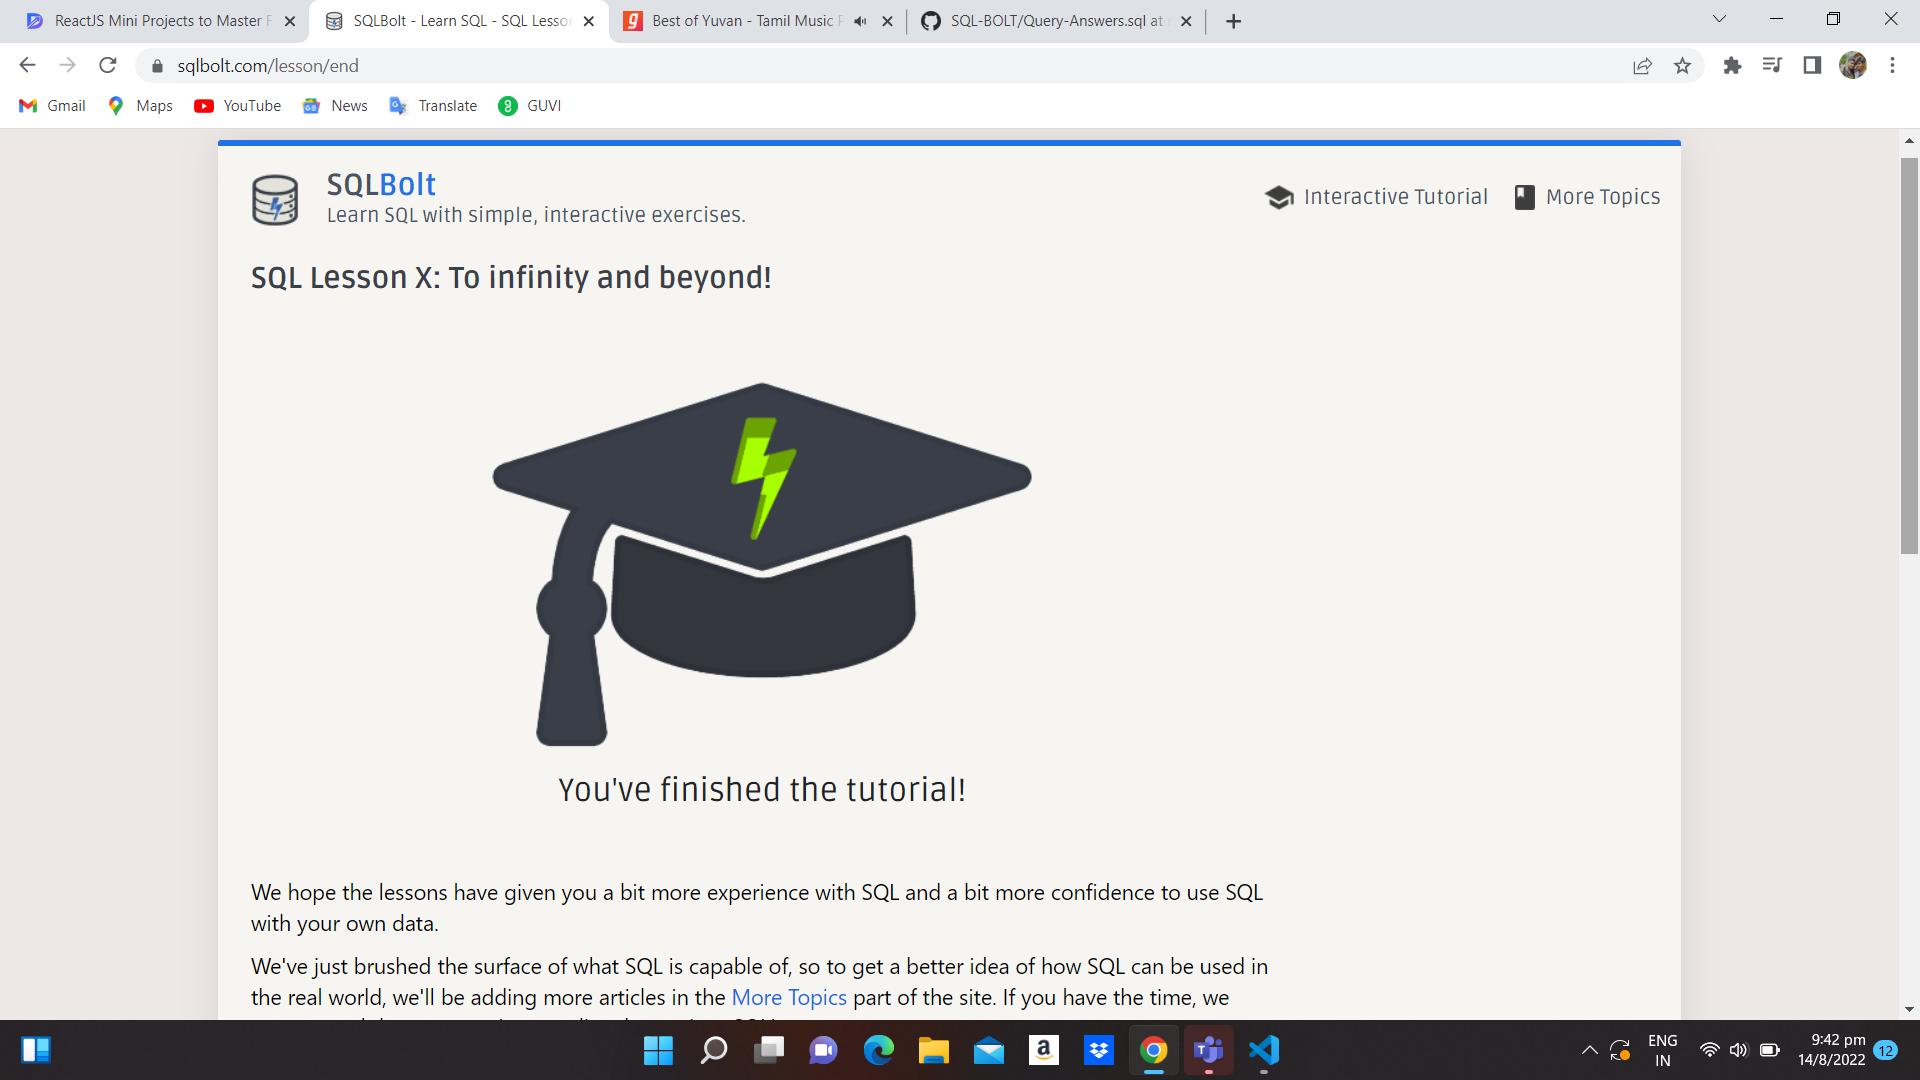 ReactJS Mini Projects to Master
SQLBolt - Learn SQL - SQL Lesson
Best of Yuvan - Tamil Music
SQL-BOLT/Query-Answers.sql at
sqlbolt.com/lesson/end
Gmail
Maps
YouTube
News
Translate
GUVI
SQLBolt
Learn SQL with simple, interactive exercises.
Interactive Tutorial
More Topics
SQL Lesson X: To infinity and beyond!
You've finished the tutorial!
We hope the lessons have given you a bit more experience with SQL and a bit more confidence to use SQL
with your own data.
We've just brushed the surface of what SQL is capable of, so to get a better idea of how SQL can be used in
the real world, we'll be adding more articles in the More Topics part of the site. If you have the time, we
ENG
IN
9:42 pm
14/8/2022
12